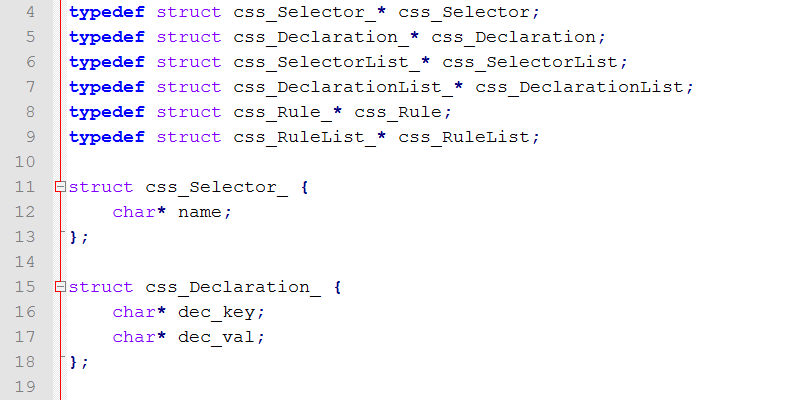 4 typedef struct css_Selector_* css_Selector;
5 typedef struct css_Declaration_* css_Declaration;
6 typedef struct css_SelectorList_* css_SelectorList;
7 typedef struct css_DeclarationList_* css_DeclarationList;
8 typedef struct css_Rule_* css_Rule;
9 typedef struct css_RuleList_* css_RuleList;
10
11 struct css_Selector_ {
12     char* name;
13 };
14
15 struct css_Declaration_ {
16     char* dec_key;
17     char* dec_val;
18 };
19